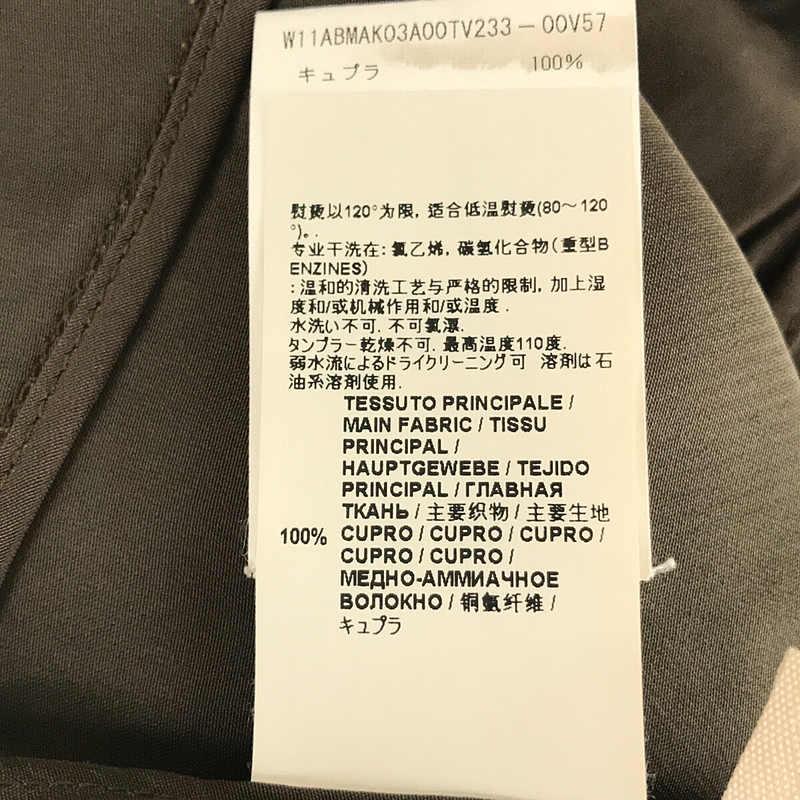 W11ABMAK03A00TV233-00V57
キュプラ 100%
熨烫以120°为限, 适合低温熨烫(80～120
°)。.
专业干洗在: 氯乙烯, 碳氢化合物（重型B
ENZINES）
: 温和的清洗工艺与严格的限制, 加上湿
度和/或机械作用和/或温度 .
水洗い不可. 不可氯漂.
タンブラー乾燥不可. 最高温度110度.
弱水流によるドライクリーニング可 溶剤は石
油系溶剤使用.
TESSUTO PRINCIPALE /
MAIN FABRIC / TISSU
PRINCIPAL /
HAUPTGEWEBE / TEJIDO
PRINCIPAL / ГЛАВНАЯ
ТКАНЬ / 主要织物 / 主要生地
100% CUPRO / CUPRO / CUPRO /
CUPRO / CUPRO /
МЕДНО-АММИАЧНОЕ
ВОЛОКНО / 铜氨纤维 /
キュプラ